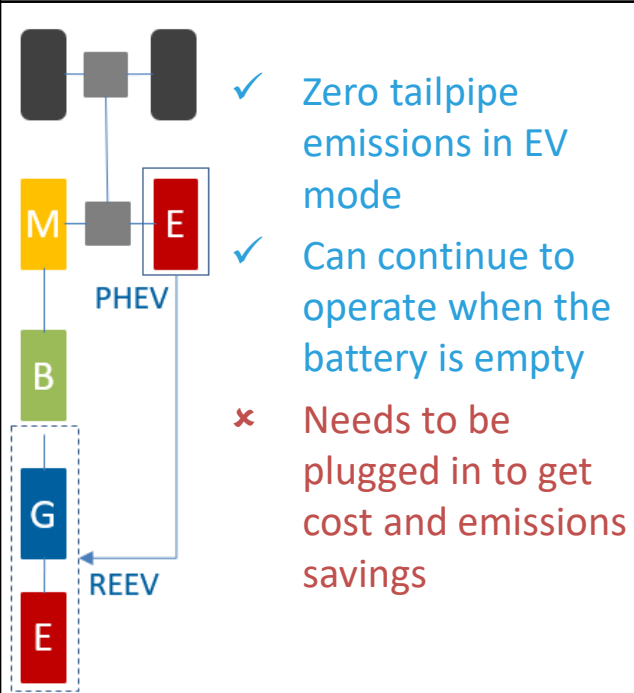 M
E
PHEV
B
G
REEV
E
✓ Zero tailpipe
emissions in EV
mode
✓ Can continue to
operate when the
battery is empty
✗ Needs to be
plugged in to get
cost and emissions
savings